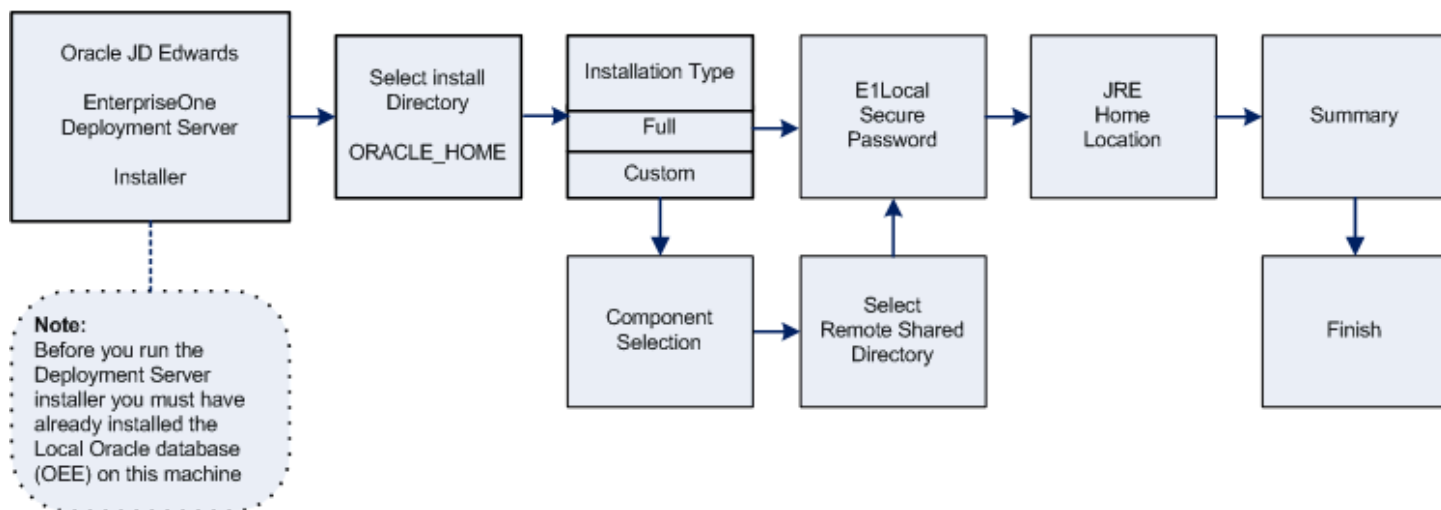 Oracle JD Edwards
EnterpriseOne
Deployment Server
Installer
Select install
Directory
ORACLE_HOME
Installation Type
Full
Custom
E1Local
Secure
Password
JRE
Home
Location
Summary
Component
Selection
Select
Remote Shared
Directory
Finish
Note:
Before you run the
Deployment Server
installer you must have
already installed the
Local Oracle database
(OEE) on this machine